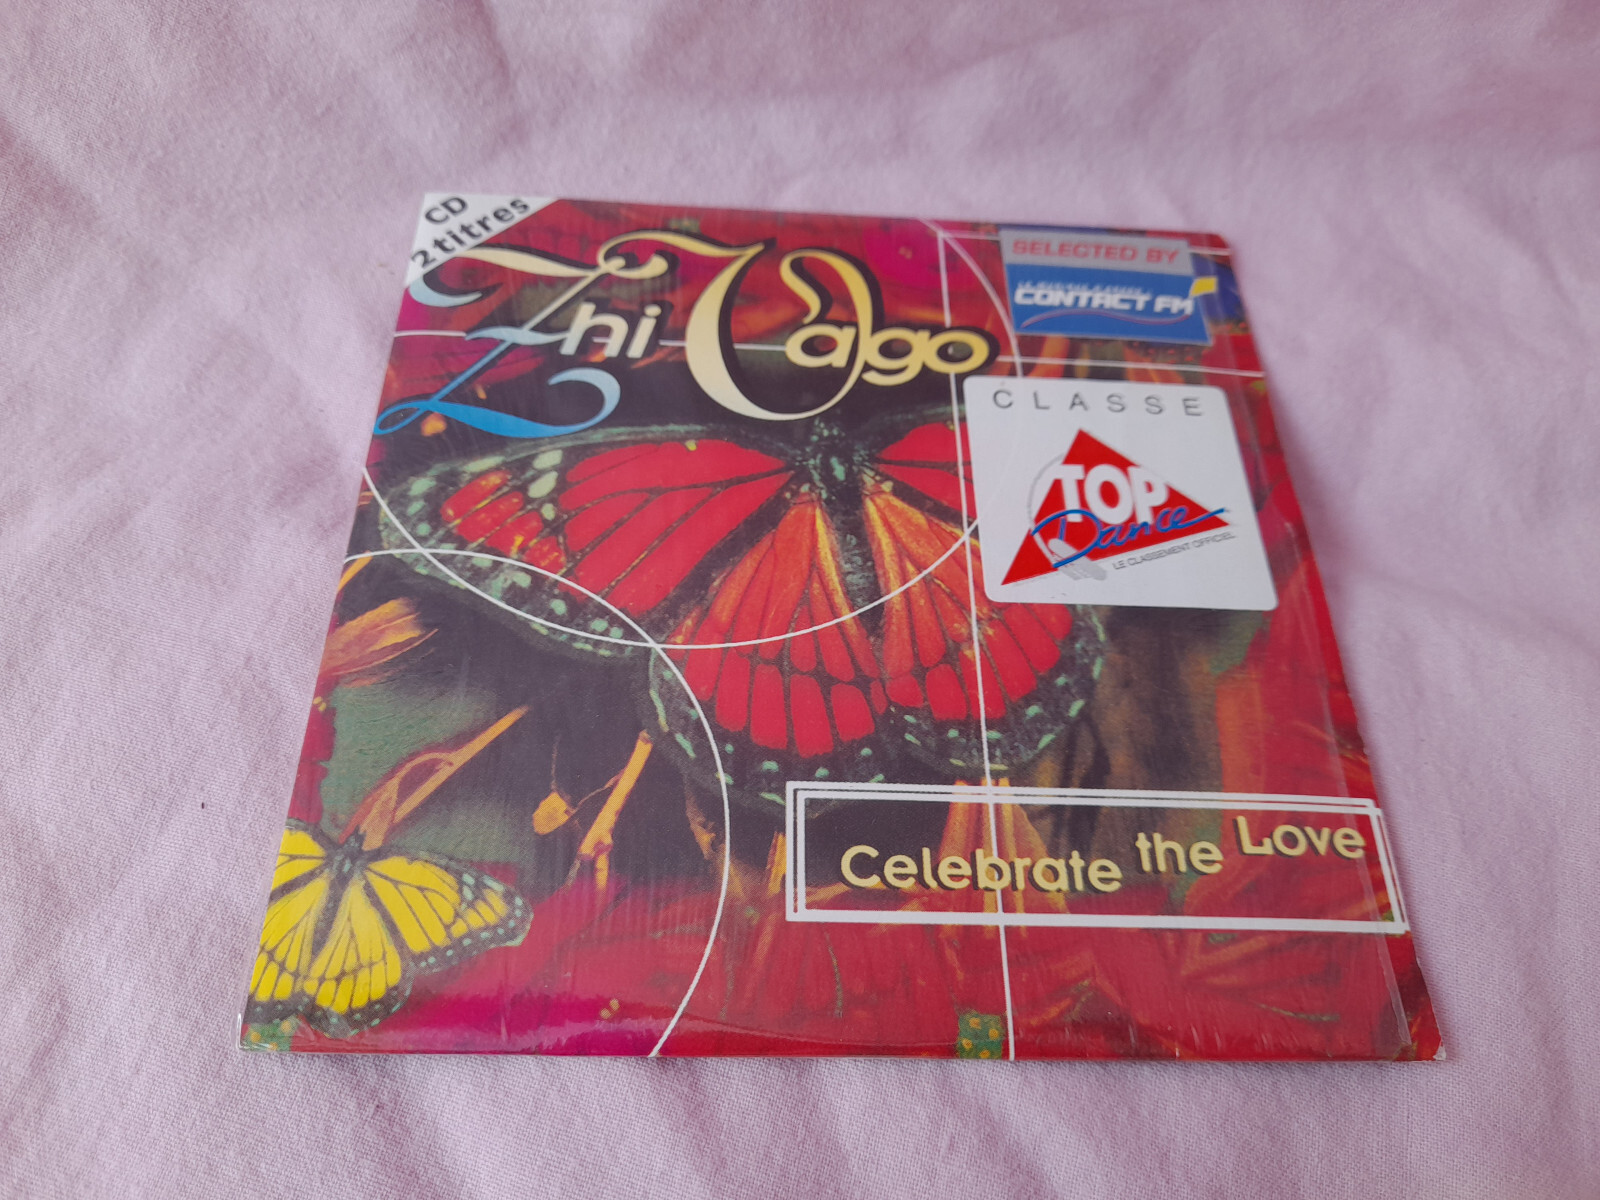 CD
2 titres
Zhi Vago
SELECTED BY
CONTACT FM
CLASSE
TOP
Dance
LE CLASSEMENT OFFICIEL
Celebrate the Love